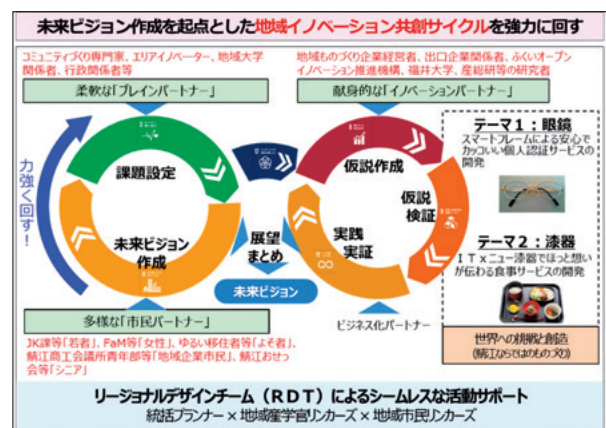 未来ビジョン作成を起点とした地域イノベーション共創サイクルを強力に回す
コミュニティづくり専門家、エリアイノベーター、地域大学
関係者、行政関係者等
柔軟な「ブレインパートナー」
地域ものづくり企業経営者、出口企業関係者、ふくいオープン
イノベーション推進機構、福井大学、産総研等の研究者
献身的な「イノベーションパートナー」
力強く回す！
課題設定
未来ビジョン
作成
展望
まとめ
未来ビジョン
仮説作成
仮説
検証
実践
実証
ビジネス化パートナー
テーマ１：眼鏡
スマートフレームによる安心で
カッコいい個人認証サービスの
開発
テーマ２：漆器
ＩＴｘニュー漆器でほっと想い
が伝わる食事サービスの開発
世界への挑戦と創造
(鯖江ならではのものづくり)
多様な「市民パートナー」
JK課等「若者」、FaM等「女性」、ゆるい移住者等「よそ者」、
鯖江商工会議所青年部等「地域企業市民」、鯖江おせっ
会等「シニア」
リージョナルデザインチーム（ＲＤＴ）によるシームレスな活動サポート
統括プランナー × 地域産学官リンカーズ × 地域市民リンカーズ